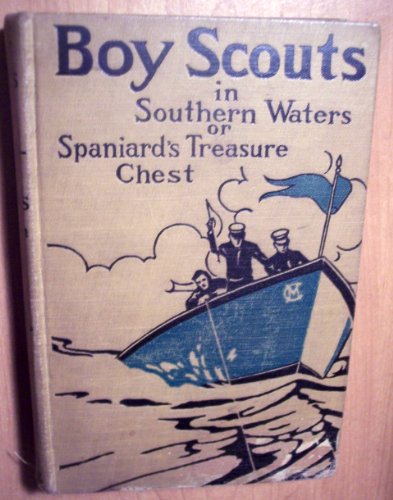 Boy Scouts
in
Southern Waters
or
Spaniard's Treasure
Chest